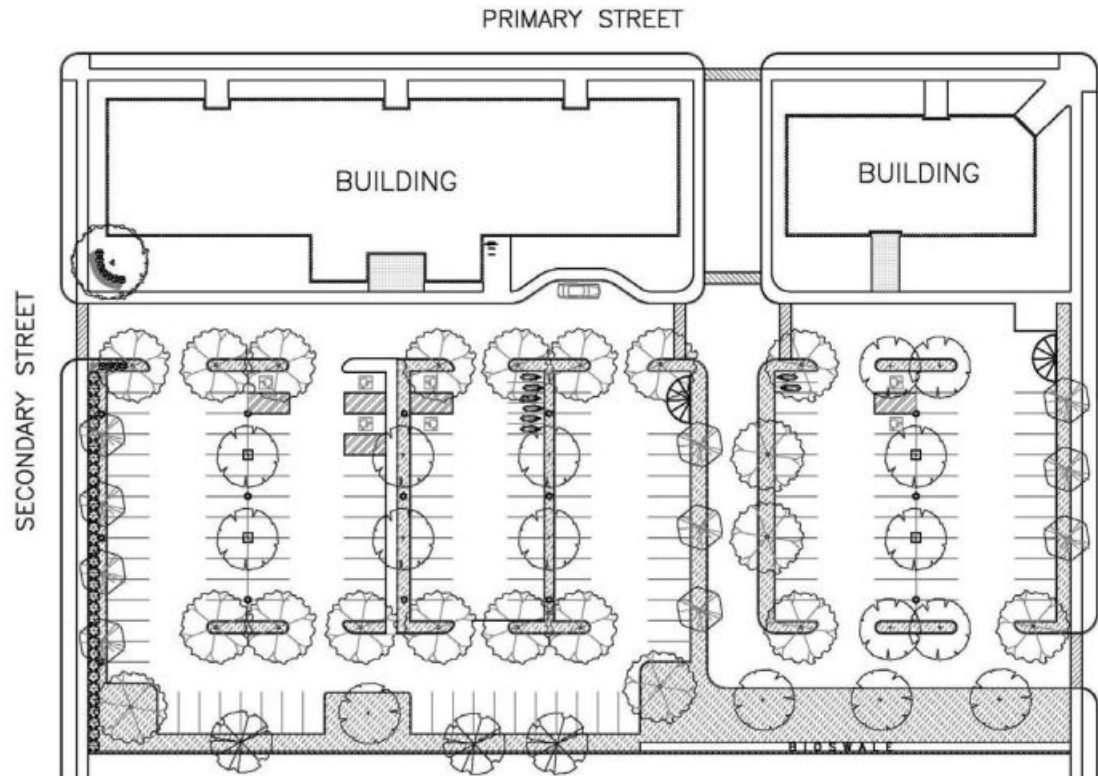 PRIMARY STREET
BUILDING
BUILDING
SECONDARY STREET
BIOSWALE